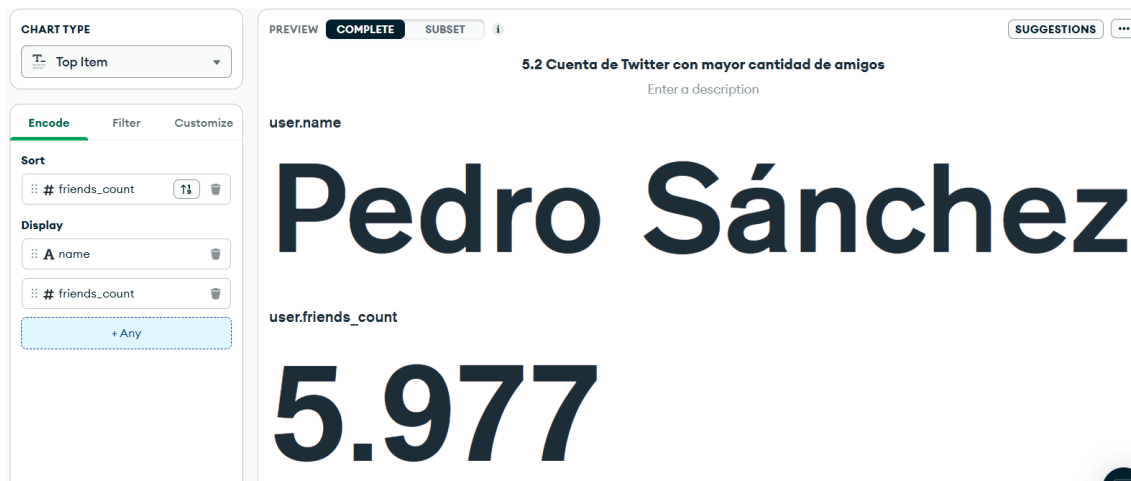 CHART TYPE
Top Item
Encode Filter Customize
Sort
# friends_count
Display
A name
# friends_count
+ Any
PREVIEW COMPLETE SUBSET i SUGGESTIONS ...
5.2 Cuenta de Twitter con mayor cantidad de amigos
Enter a description
user.name
Pedro Sánchez
user.friends_count
5.977